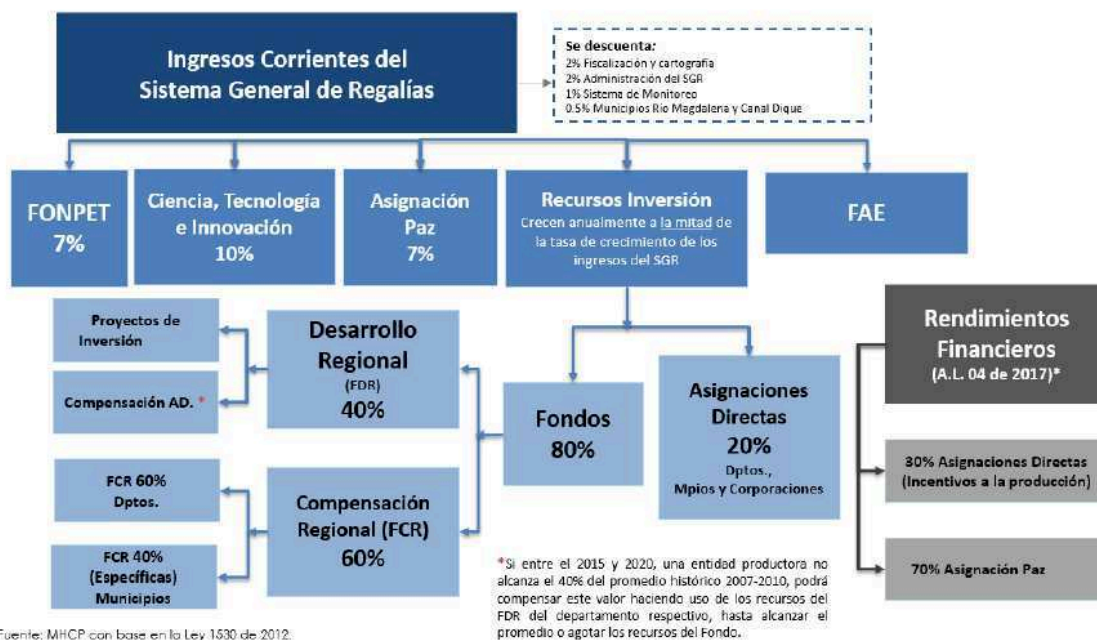 Ingresos Corrientes del
Sistema General de Regalías
Se descuenta:
2% Fiscalización y cartografía
2% Administración del SGR
1% Sistema de Monitoreo
0.5% Municipios Río Magdalena y Canal Dique
FONPET
7%
Ciencia, Tecnología
e Innovación
10%
Asignación
Paz
7%
Recursos Inversión
Crecen anualmente a la mitad de
la tasa de crecimiento de los
ingresos del SGR
FAE
Proyectos de
Inversión
Compensación AD. *
Desarrollo
Regional
(FDR)
40%
Fondos
80%
Asignaciones
Directas
20%
Dptos.,
Mpios y Corporaciones
Rendimientos
Financieros
(A.L. 04 de 2017)*
FCR 60%
Dptos.
FCR 40%
(Específicas)
Municipios
Compensación
Regional (FCR)
60%
30% Asignaciones Directas
(Incentivos a la producción)
70% Asignación Paz
*Si entre el 2015 y 2020, una entidad productora no
alcanza el 40% del promedio histórico 2007-2010, podrá
compensar este valor haciendo uso de los recursos del
FDR del departamento respectivo, hasta alcanzar el
promedio o agotar los recursos del Fondo.
Fuente: MHCP con base en la Ley 1530 de 2012.